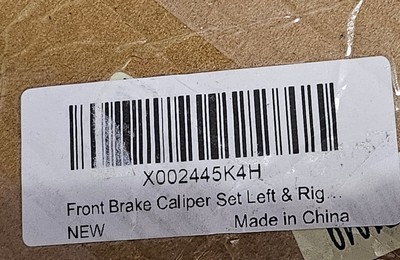 X002445K4H
Front Brake Caliper Set Left & Rig...
NEW Made in China